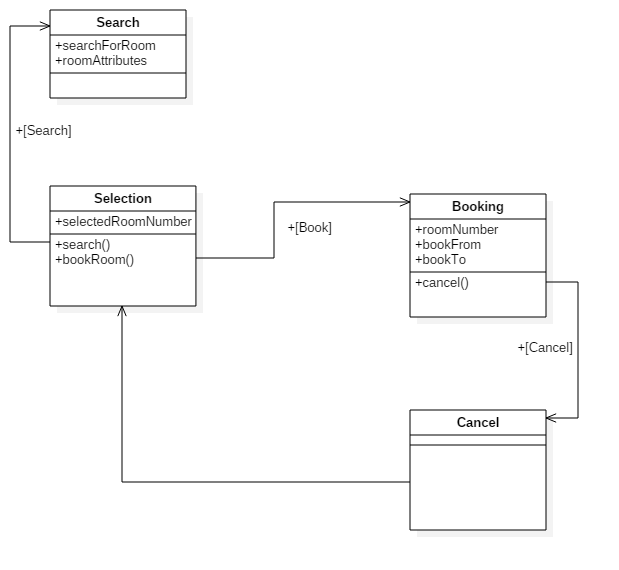 Search
+searchForRoom
+roomAttributes
+[Search]
Selection
+selectedRoomNumber
+search()
+bookRoom()
+[Book]
Booking
+roomNumber
+bookFrom
+bookTo
+cancel()
+[Cancel]
Cancel